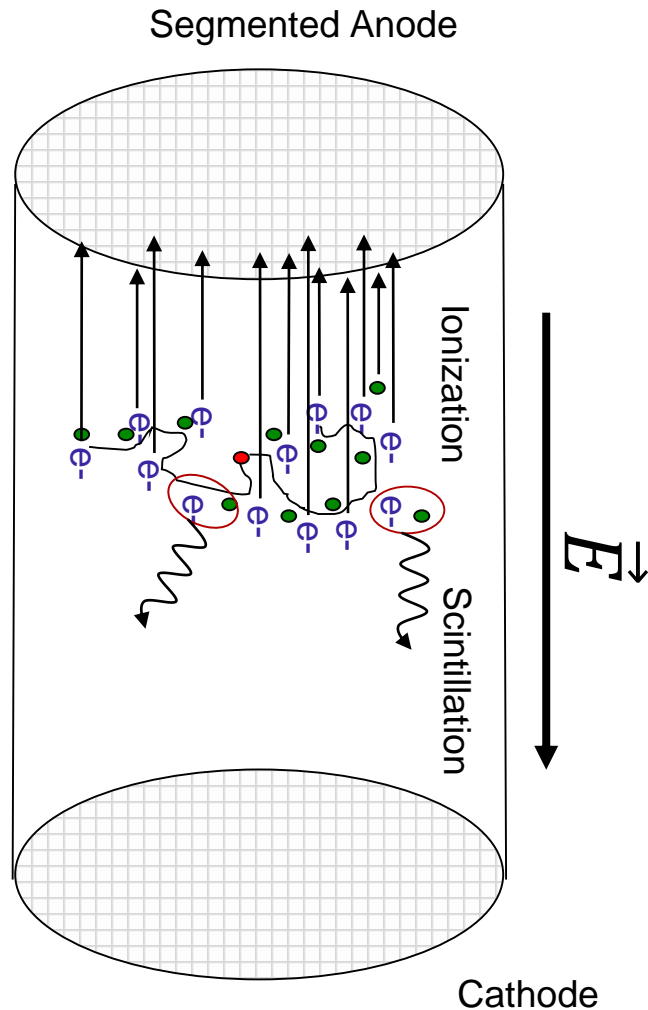 Segmented Anode
Ionization
e-
e-
e-
e-
e-
e-
e-
e-
e-
e-
e-
e-
e-
E⃗
Scintillation
Cathode